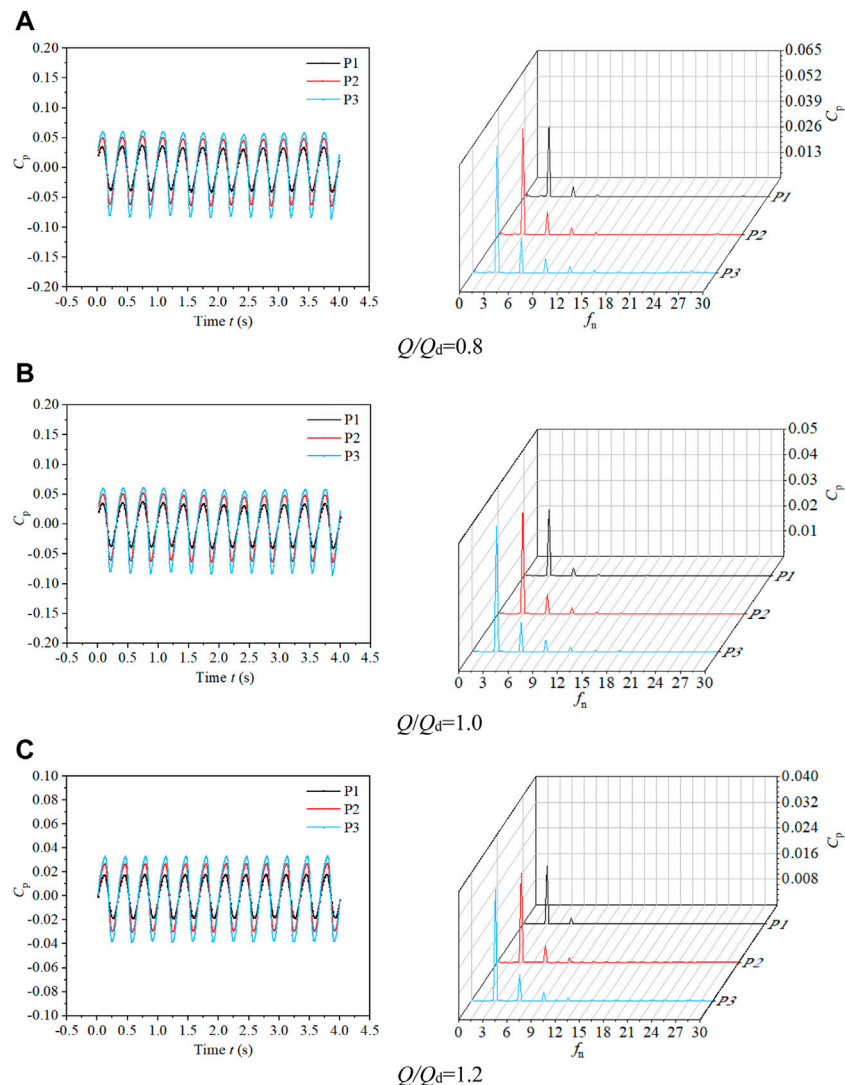 A
0.20
0.15
0.10
0.05
0.00
-0.05
-0.10
-0.15
-0.20
Cp
P1
P2
P3
-0.5 0.0 0.5 1.0 1.5 2.0 2.5 3.0 3.5 4.0 4.5
Time t (s)
0.065
0.052
0.039
0.026
0.013
Cp
P1
P2
P3
0 3 6 9 12 15 18 21 24 27 30
fn
Q/Qd=0.8
B
0.20
0.15
0.10
0.05
0.00
-0.05
-0.10
-0.15
-0.20
Cp
P1
P2
P3
-0.5 0.0 0.5 1.0 1.5 2.0 2.5 3.0 3.5 4.0 4.5
Time t (s)
0.05
0.04
0.03
0.02
0.01
Cp
P1
P2
P3
0 3 6 9 12 15 18 21 24 27 30
fn
Q/Qd=1.0
C
0.10
0.08
0.06
0.04
0.02
0.00
-0.02
-0.04
-0.06
-0.08
-0.10
Cp
P1
P2
P3
-0.5 0.0 0.5 1.0 1.5 2.0 2.5 3.0 3.5 4.0 4.5
Time t (s)
0.040
0.032
0.024
0.016
0.008
Cp
P1
P2
P3
0 3 6 9 12 15 18 21 24 27 30
fn
Q/Qd=1.2